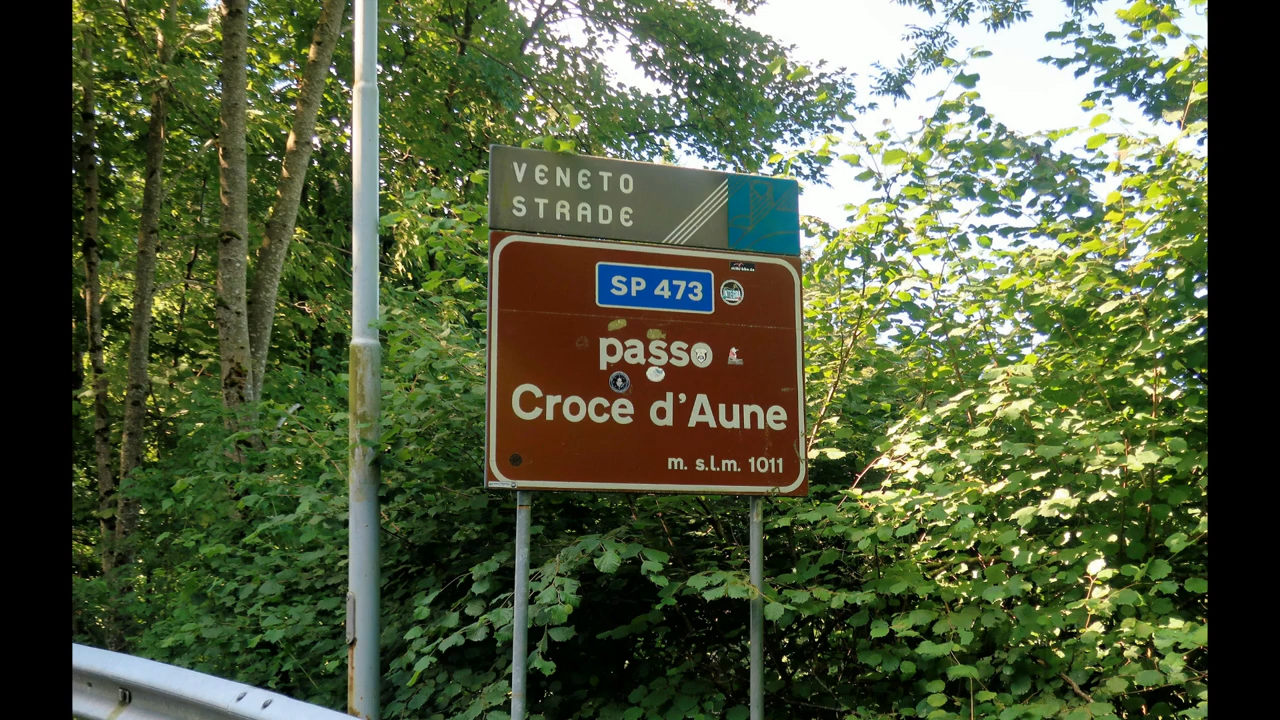 VENETO
STRADE
SP 473
passo
Croce d'Aune
m. s.l.m. 1011